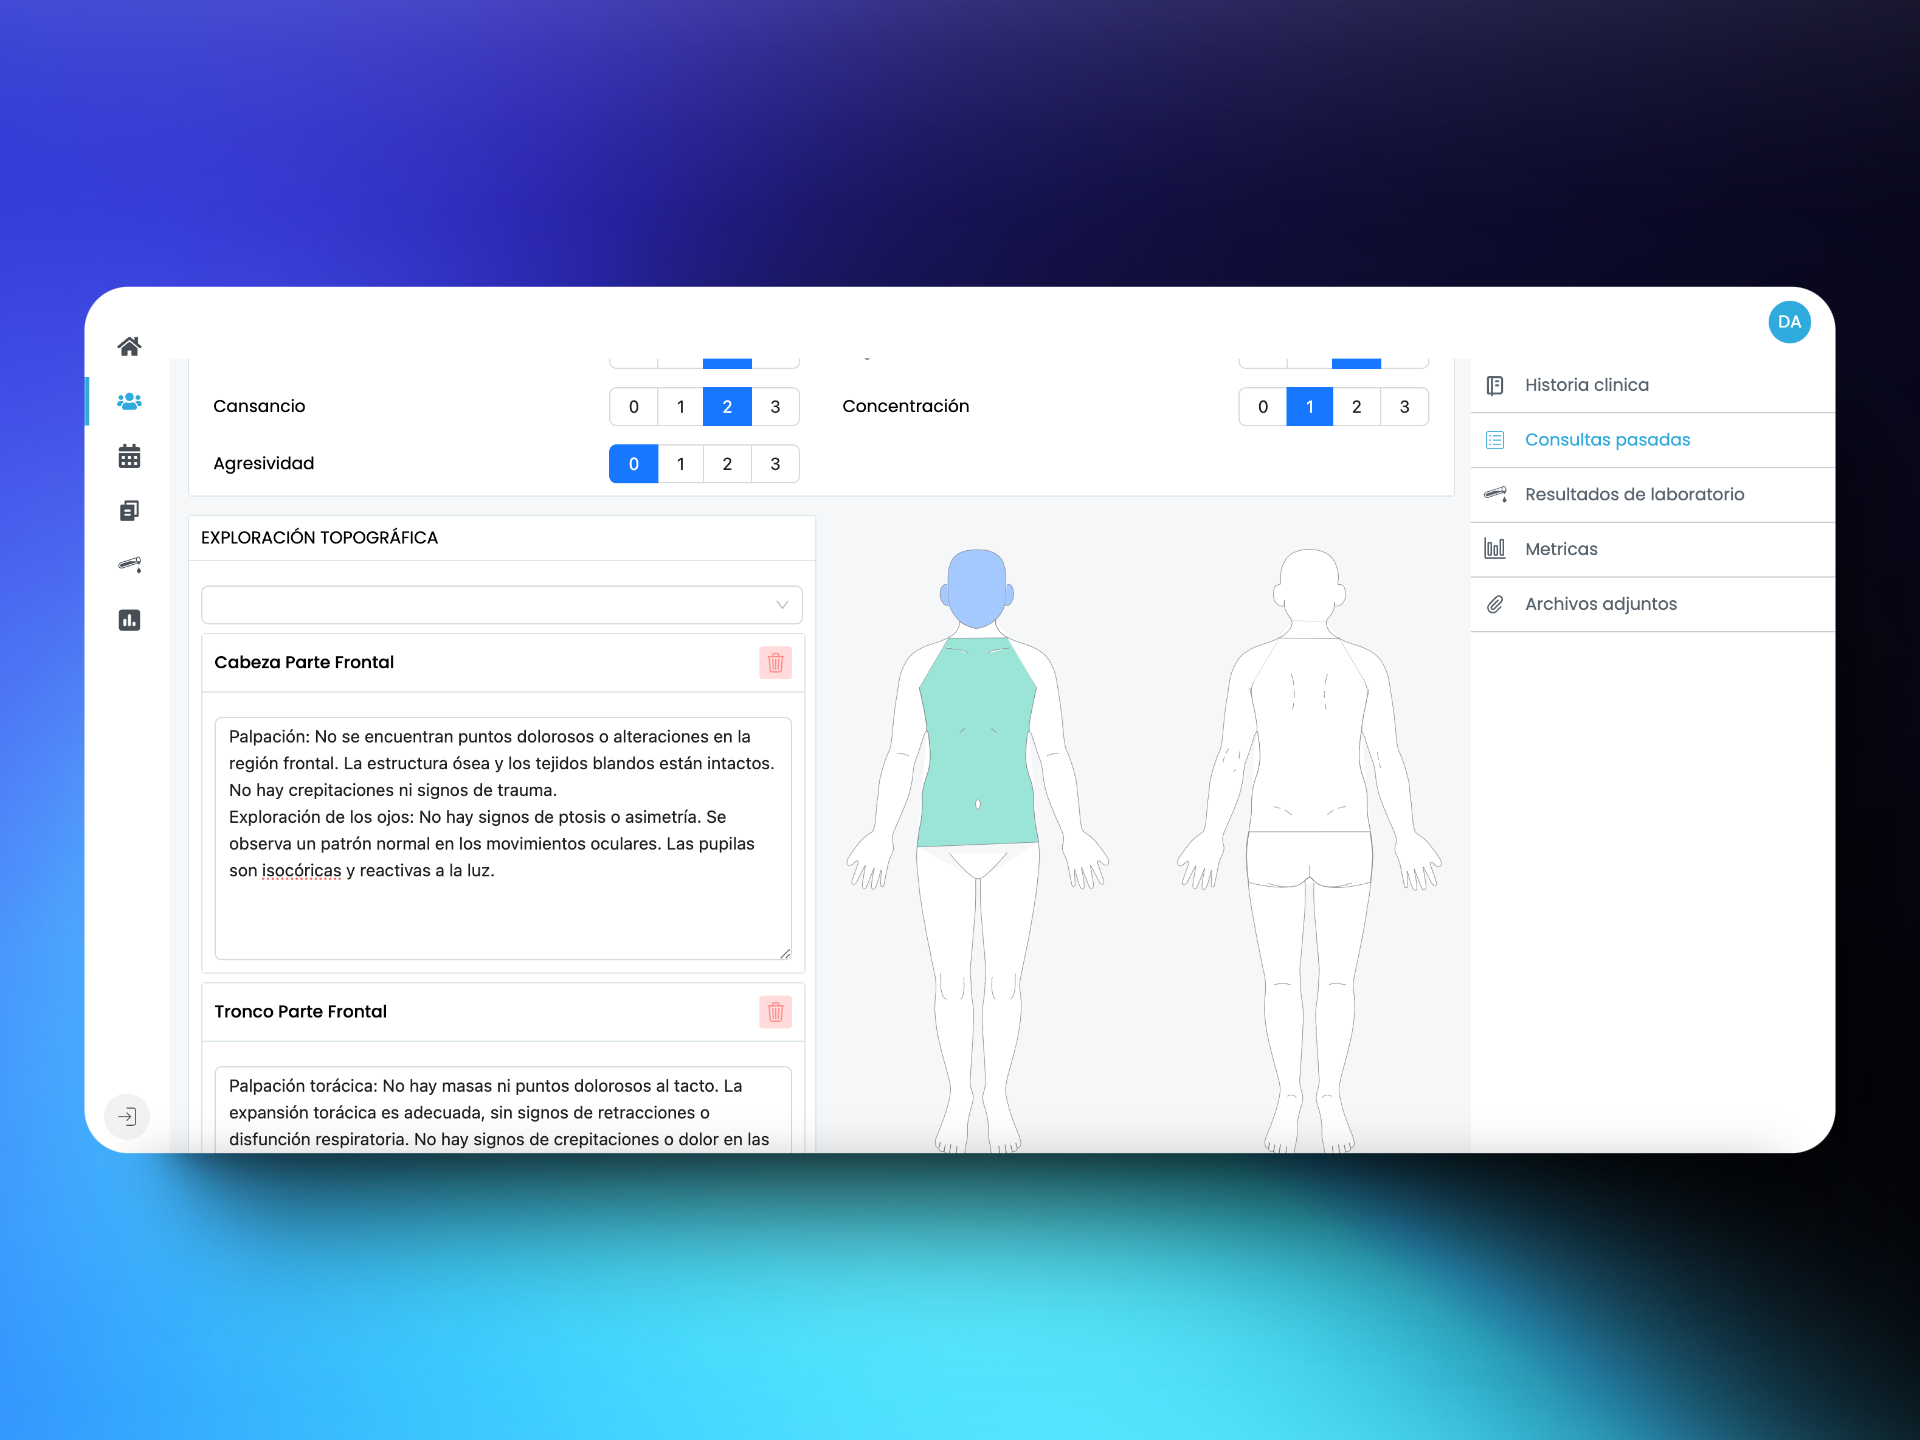 DA
Cansancio 0 1 2 3 Concentración 0 1 2 3
Agresividad 0 1 2 3
EXPLORACIÓN TOPOGRÁFICA
Cabeza Parte Frontal
Palpación: No se encuentran puntos dolorosos o alteraciones en la
región frontal. La estructura ósea y los tejidos blandos están intactos.
No hay crepitaciones ni signos de trauma.
Exploración de los ojos: No hay signos de ptosis o asimetría. Se
observa un patrón normal en los movimientos oculares. Las pupilas
son isocóricas y reactivas a la luz.
Tronco Parte Frontal
Palpación torácica: No hay masas ni puntos dolorosos al tacto. La
expansión torácica es adecuada, sin signos de retracciones o
disfunción respiratoria. No hay signos de crepitaciones o dolor en las
Historia clinica
Consultas pasadas
Resultados de laboratorio
Metricas
Archivos adjuntos